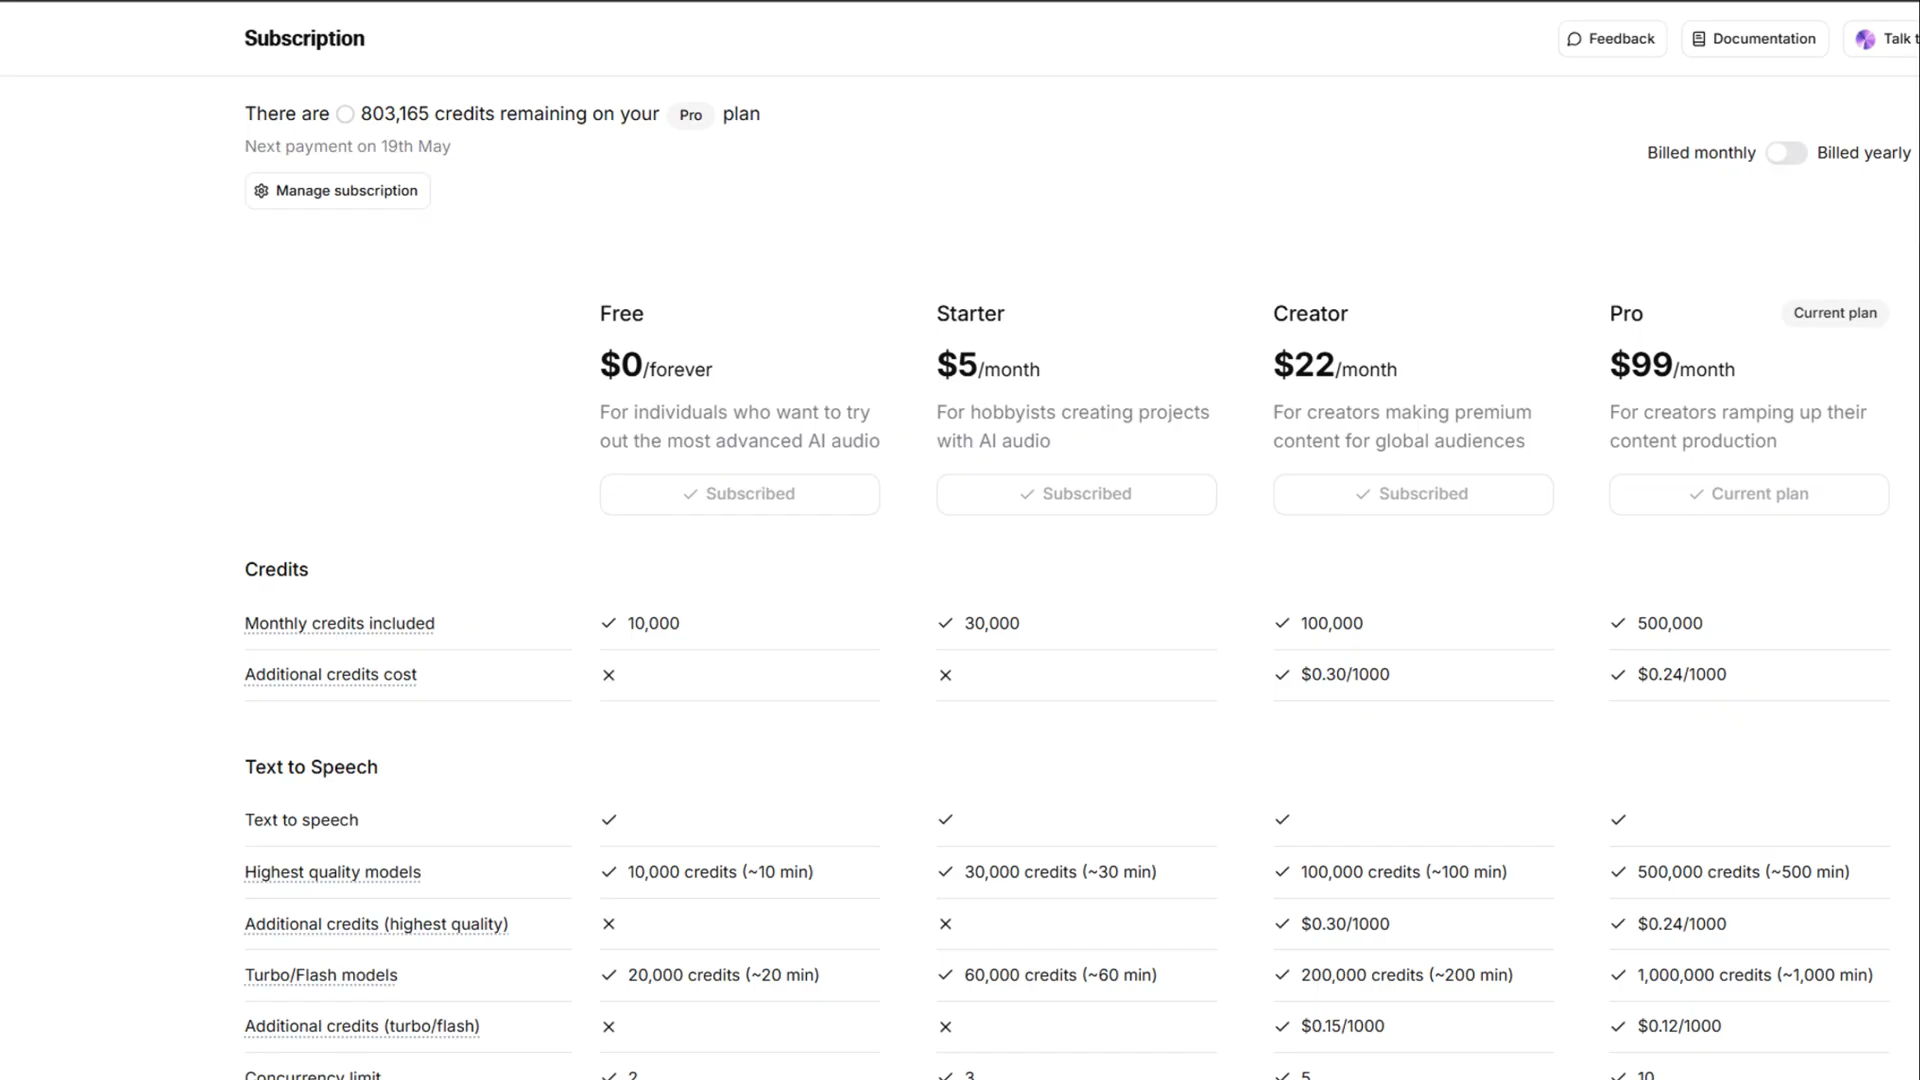 Subscription
Feedback
Documentation
Talk t
There are 803,165 credits remaining on your Pro plan
Next payment on 19th May
Billed monthly Billed yearly
Manage subscription
Free Starter Creator Pro Current plan
$0/forever $5/month $22/month $99/month
For individuals who want to try For hobbyists creating projects For creators making premium For creators ramping up their
out the most advanced AI audio with AI audio content for global audiences content production
Subscribed Subscribed Subscribed Current plan
Credits
Monthly credits included 10,000 30,000 100,000 500,000
Additional credits cost $0.30/1000 $0.24/1000
Text to Speech
Text to speech
Highest quality models 10,000 credits (~10 min) 30,000 credits (~30 min) 100,000 credits (~100 min) 500,000 credits (~500 min)
Additional credits (highest quality) $0.30/1000 $0.24/1000
Turbo/Flash models 20,000 credits (~20 min) 60,000 credits (~60 min) 200,000 credits (~200 min) 1,000,000 credits (~1,000 min)
Additional credits (turbo/flash) $0.15/1000 $0.12/1000
Concurrency limit 2 3 5 10